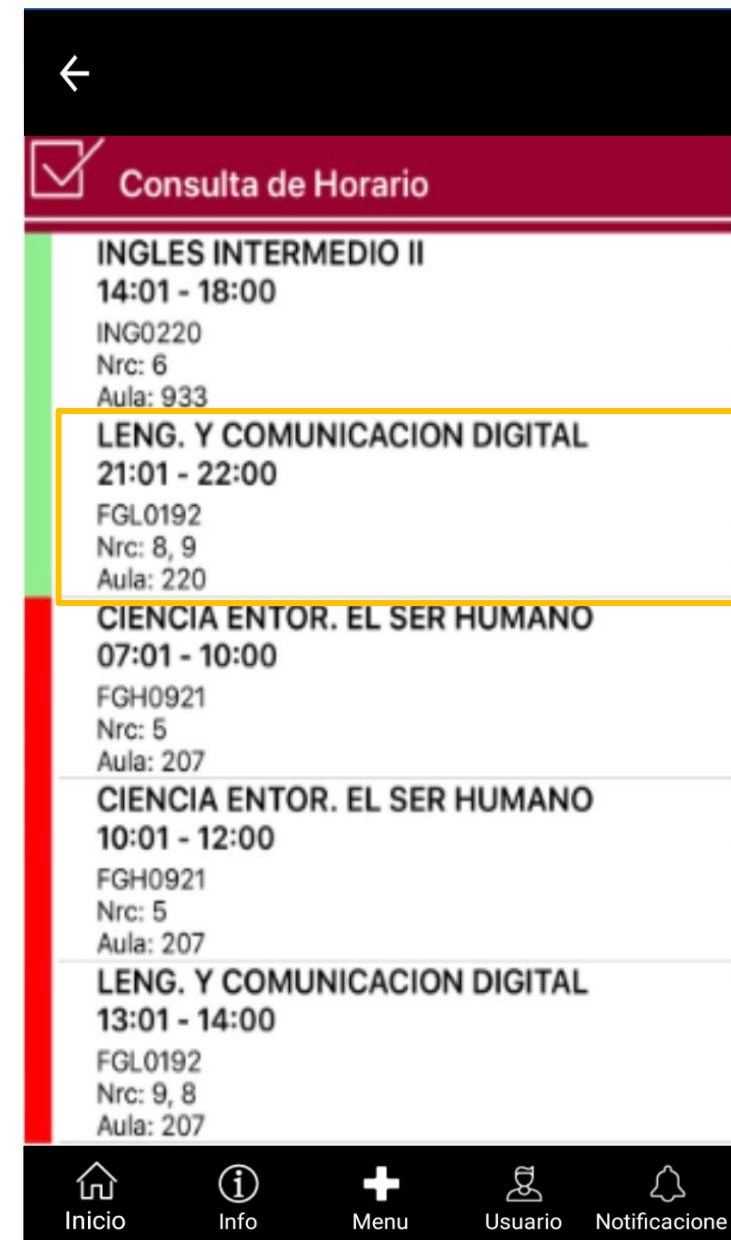 Consulta de Horario
INGLES INTERMEDIO II
14:01 - 18:00
ING0220
Nrc: 6
Aula: 933
LENG. Y COMUNICACION DIGITAL
21:01 - 22:00
FGL0192
Nrc: 8, 9
Aula: 220
CIENCIA ENTOR. EL SER HUMANO
07:01 - 10:00
FGH0921
Nrc: 5
Aula: 207
CIENCIA ENTOR. EL SER HUMANO
10:01 - 12:00
FGH0921
Nrc: 5
Aula: 207
LENG. Y COMUNICACION DIGITAL
13:01 - 14:00
FGL0192
Nrc: 9, 8
Aula: 207
Inicio Info Menu Usuario Notificacione